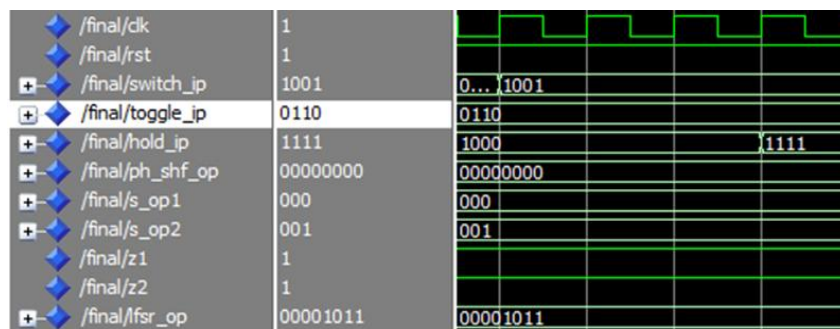 /final/clk 1
/final/rst 1
/final/switch_ip 1001 0... 1001
/final/toggle_ip 0110 0110
/final/hold_ip 1111 1000 1111
/final/ph_shf_op 00000000 00000000
/final/s_op1 000 000
/final/s_op2 001 001
/final/z1 1
/final/z2 1
/final/lfsr_op 00001011 00001011